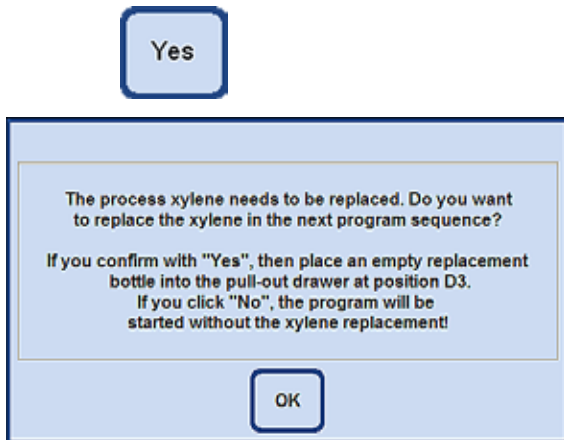 Yes
The process xylene needs to be replaced. Do you want
to replace the xylene in the next program sequence?
If you confirm with "Yes", then place an empty replacement
bottle into the pull-out drawer at position D3.
If you click "No", the program will be
started without the xylene replacement!
OK